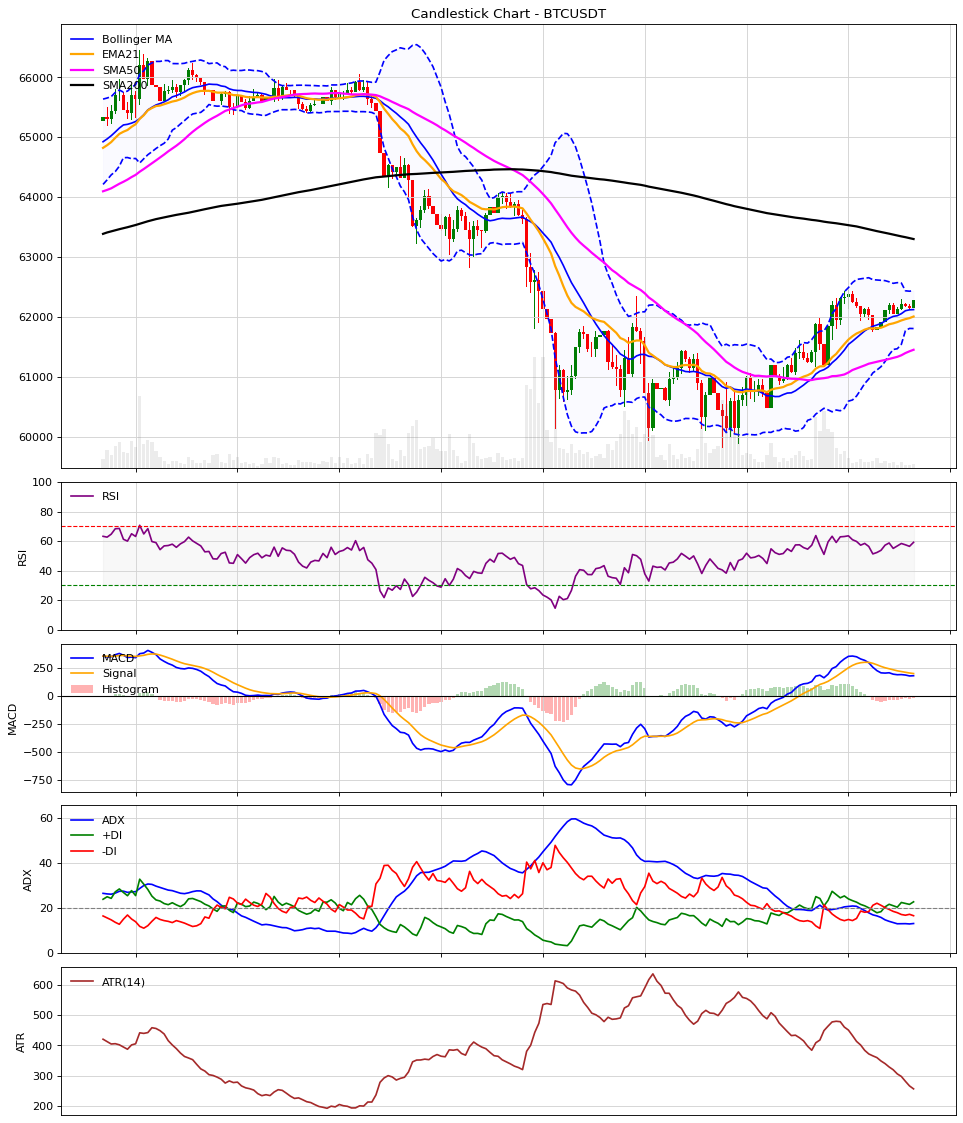 Candlestick Chart - BTCUSDT
Bollinger MA
EMA21
SMA50
SMA200
66000
65000
64000
63000
62000
61000
60000
RSI
100
80
60
40
20
0
RSI
MACD
Signal
Histogram
250
0
−250
−500
−750
MACD
ADX
+DI
-DI
60
40
20
0
ADX
ATR(14)
600
500
400
300
200
ATR